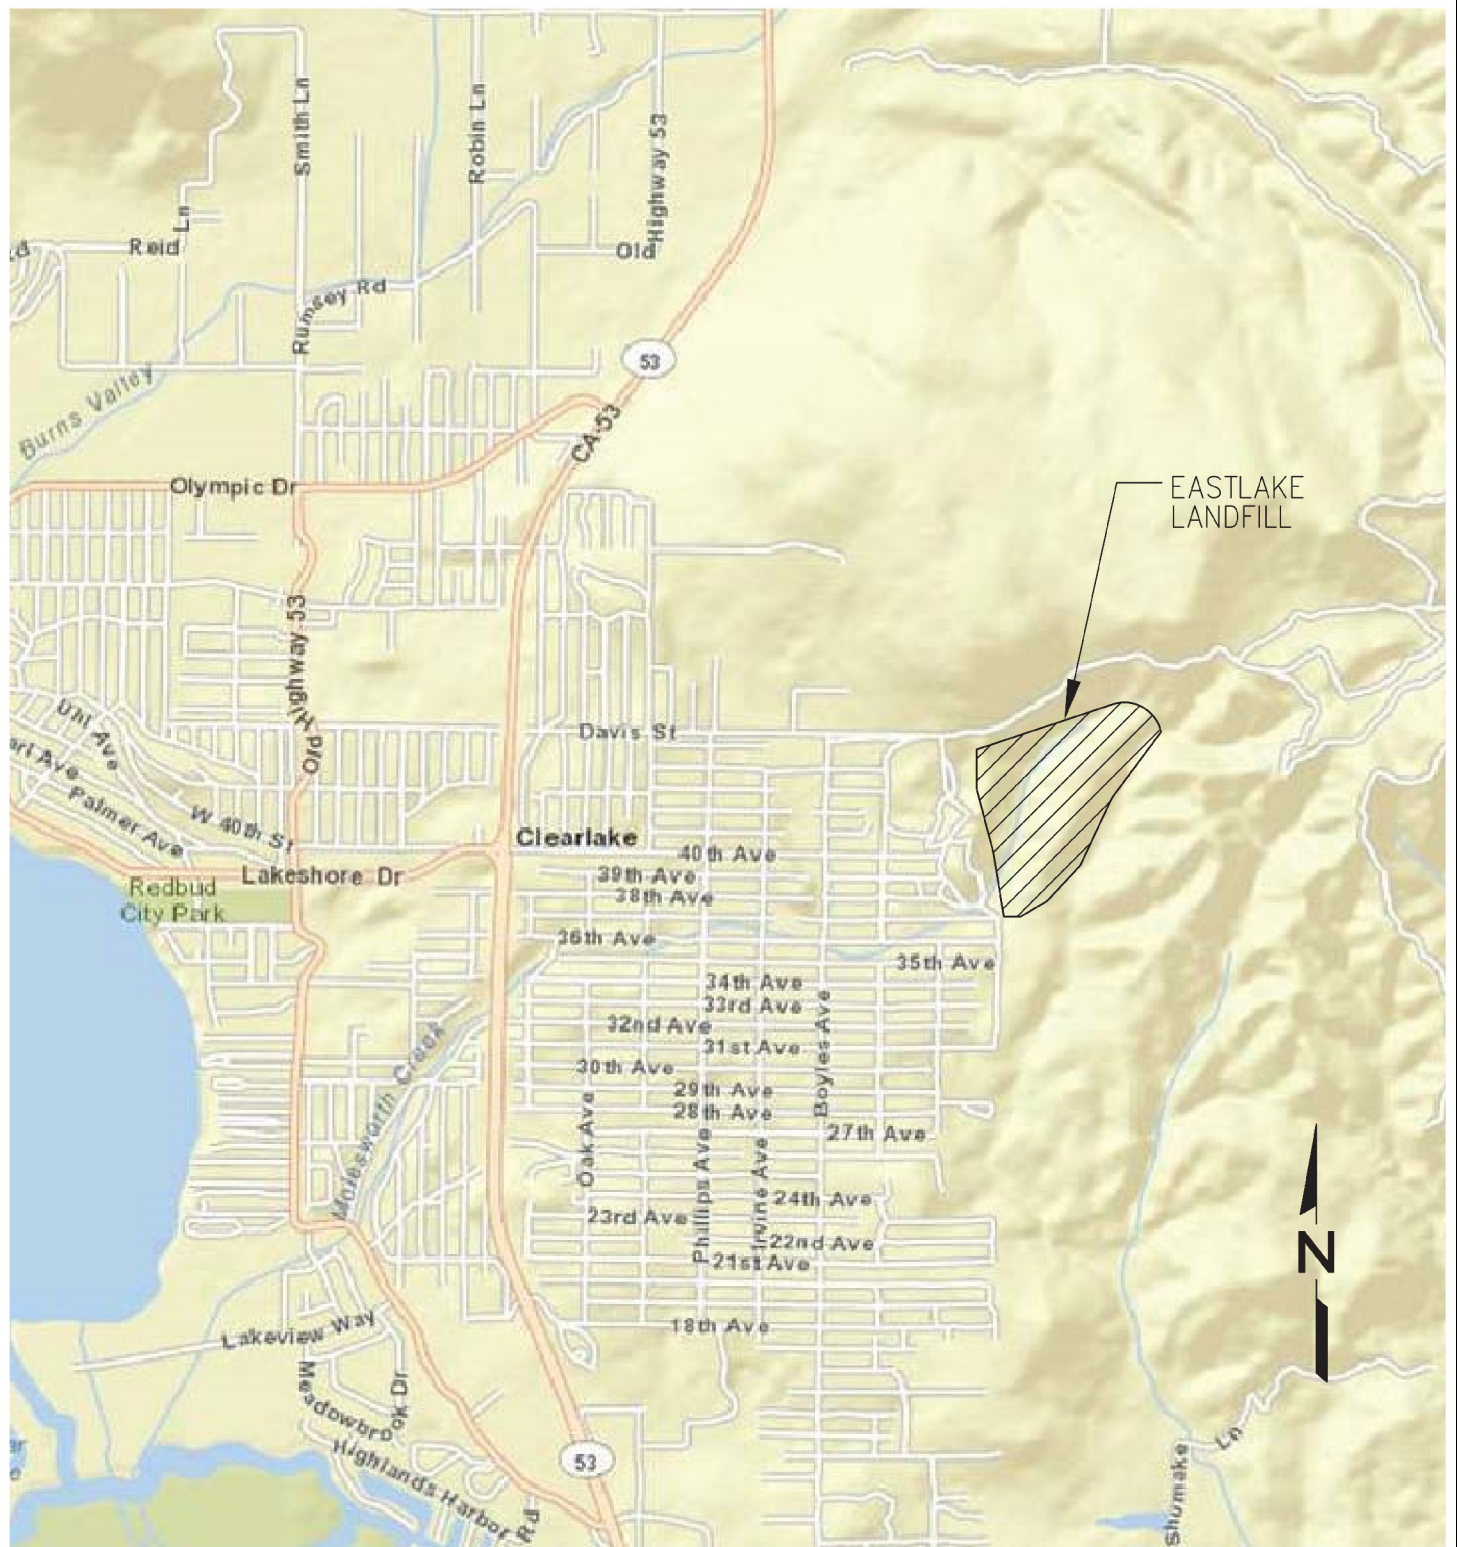 Smith Ln
Robin Ln
Old Highway 53
Reid Ln
Rumsey Rd
53
Burns Valley
CA-53
Olympic Dr
EASTLAKE
LANDFILL
Old Highway 53
Uhl Ave
Davis St
Palmer Ave
W 40th St
Clearlake
Lakeshore Dr
40th Ave
Redbud
City Park
39th Ave
38th Ave
36th Ave
35th Ave
34th Ave
33rd Ave
32nd Ave
31st Ave
Boyles Ave
30th Ave
29th Ave
28th Ave
27th Ave
Molesworth Creek
Oak Ave
Phillips Ave
Irvine Ave
24th Ave
23rd Ave
22nd Ave
21st Ave
N
18th Ave
Lakeview Way
Meadowbrook Dr
Highlands Harbor Rd
53
Shumake Ln